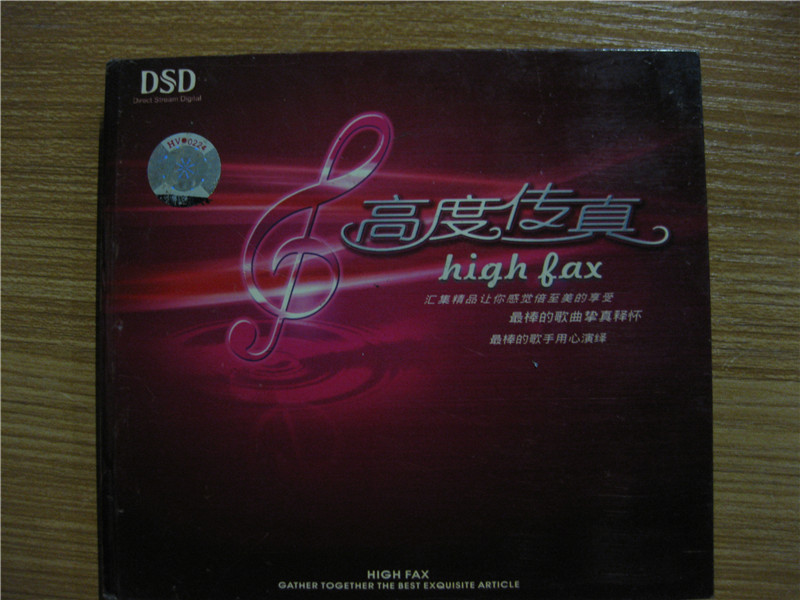 DSD
Direct Stream Digital
HV00224
高度传真
high fax
汇集精品让你感觉倍至美的享受
最棒的歌曲挚真释怀
最棒的歌手用心演绎
HIGH FAX
GATHER TOGETHER THE BEST EXQUISITE ARTICLE